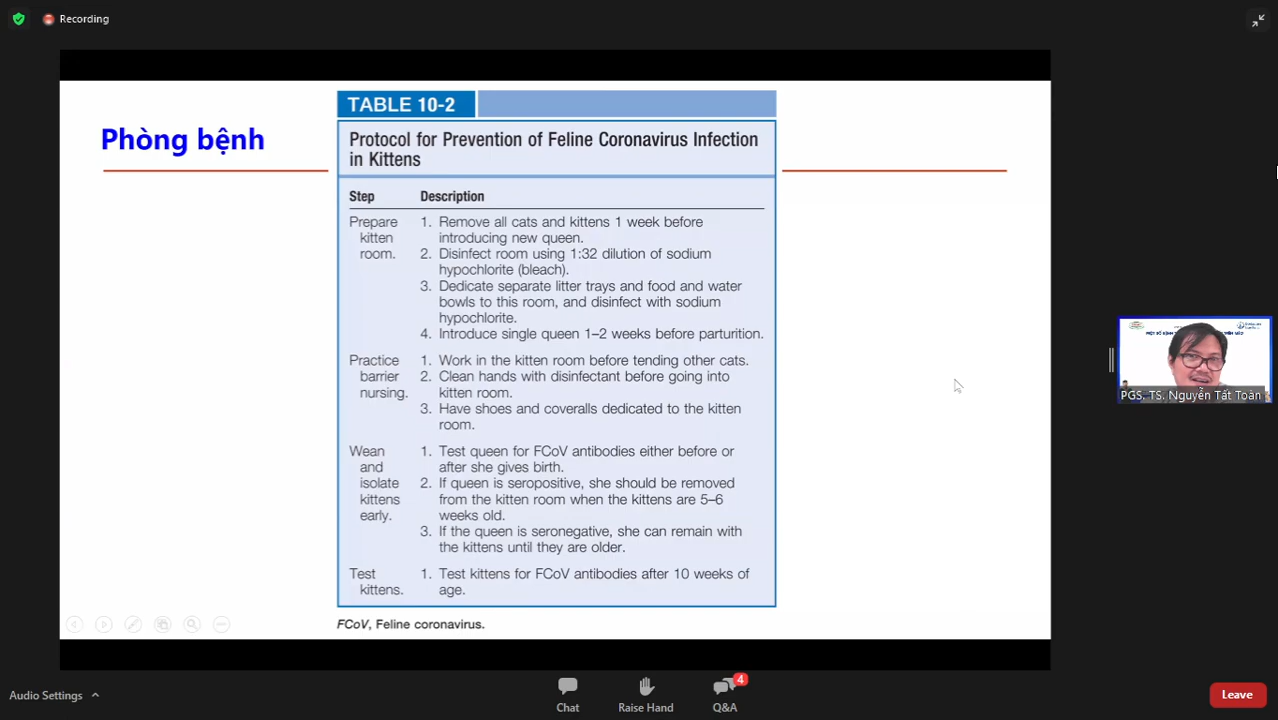 Recording
TABLE 10-2
Phòng bệnh
Protocol for Prevention of Feline Coronavirus Infection
in Kittens
Step Description
Prepare kitten room.
1. Remove all cats and kittens 1 week before
introducing new queen.
2. Disinfect room using 1:32 dilution of sodium
hypochlorite (bleach).
3. Dedicate separate litter trays and food and water
bowls to this room, and disinfect with sodium
hypochlorite.
4. Introduce single queen 1–2 weeks before parturition.
Practice barrier nursing.
1. Work in the kitten room before tending other cats.
2. Clean hands with disinfectant before going into
kitten room.
3. Have shoes and coveralls dedicated to the kitten
room.
Wean and isolate kittens early.
1. Test queen for FCoV antibodies either before or
after she gives birth.
2. If queen is seropositive, she should be removed
from the kitten room when the kittens are 5–6
weeks old.
3. If the queen is seronegative, she can remain with
the kittens until they are older.
Test kittens.
1. Test kittens for FCoV antibodies after 10 weeks of
age.
FCoV, Feline coronavirus.
PGS. TS. Nguyễn Tất Toàn
Audio Settings
Chat
Raise Hand
4
Q&A
Leave